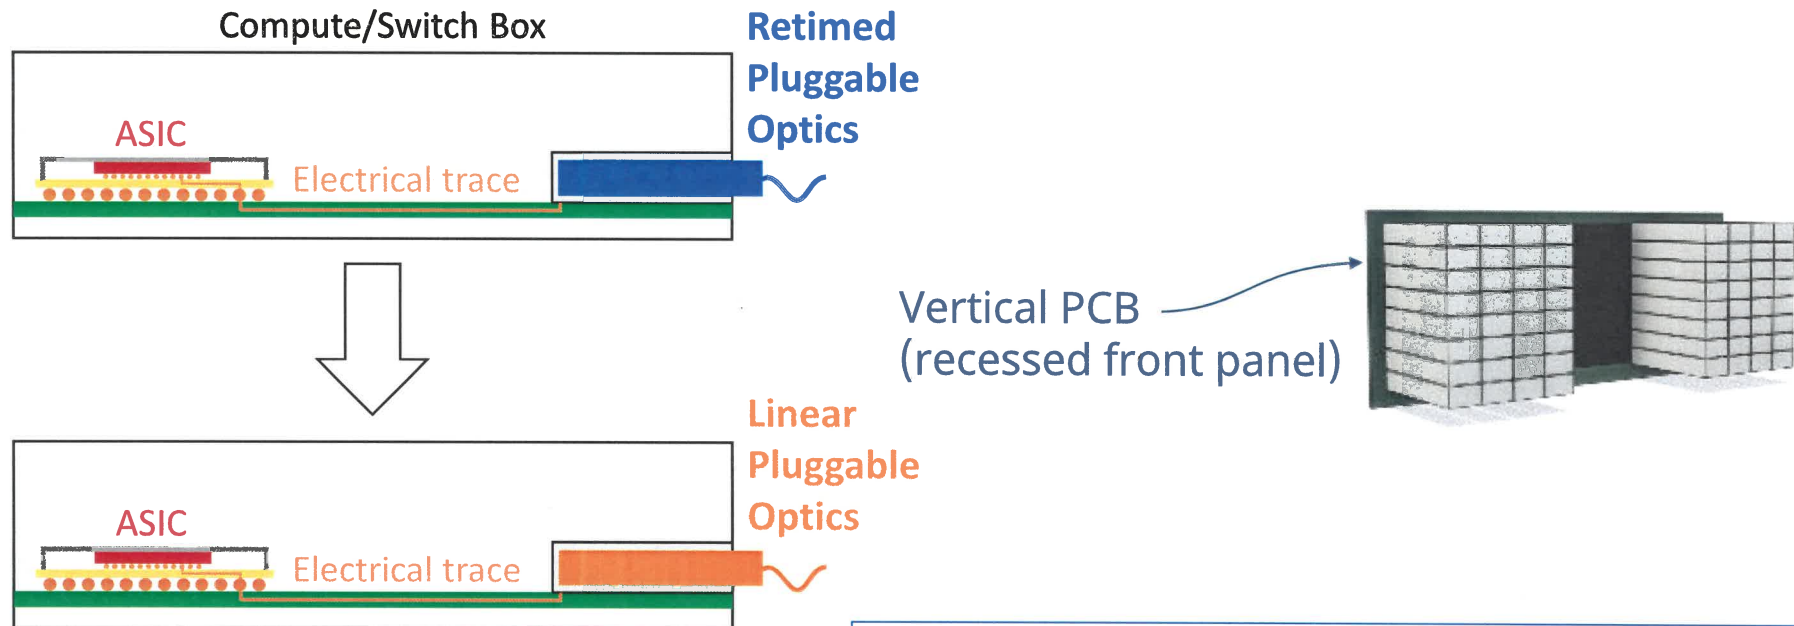 Compute/Switch Box
Retimed
Pluggable
Optics
ASIC
Electrical trace
Vertical PCB
(recessed front panel)
Linear
Pluggable
Optics
ASIC
Electrical trace